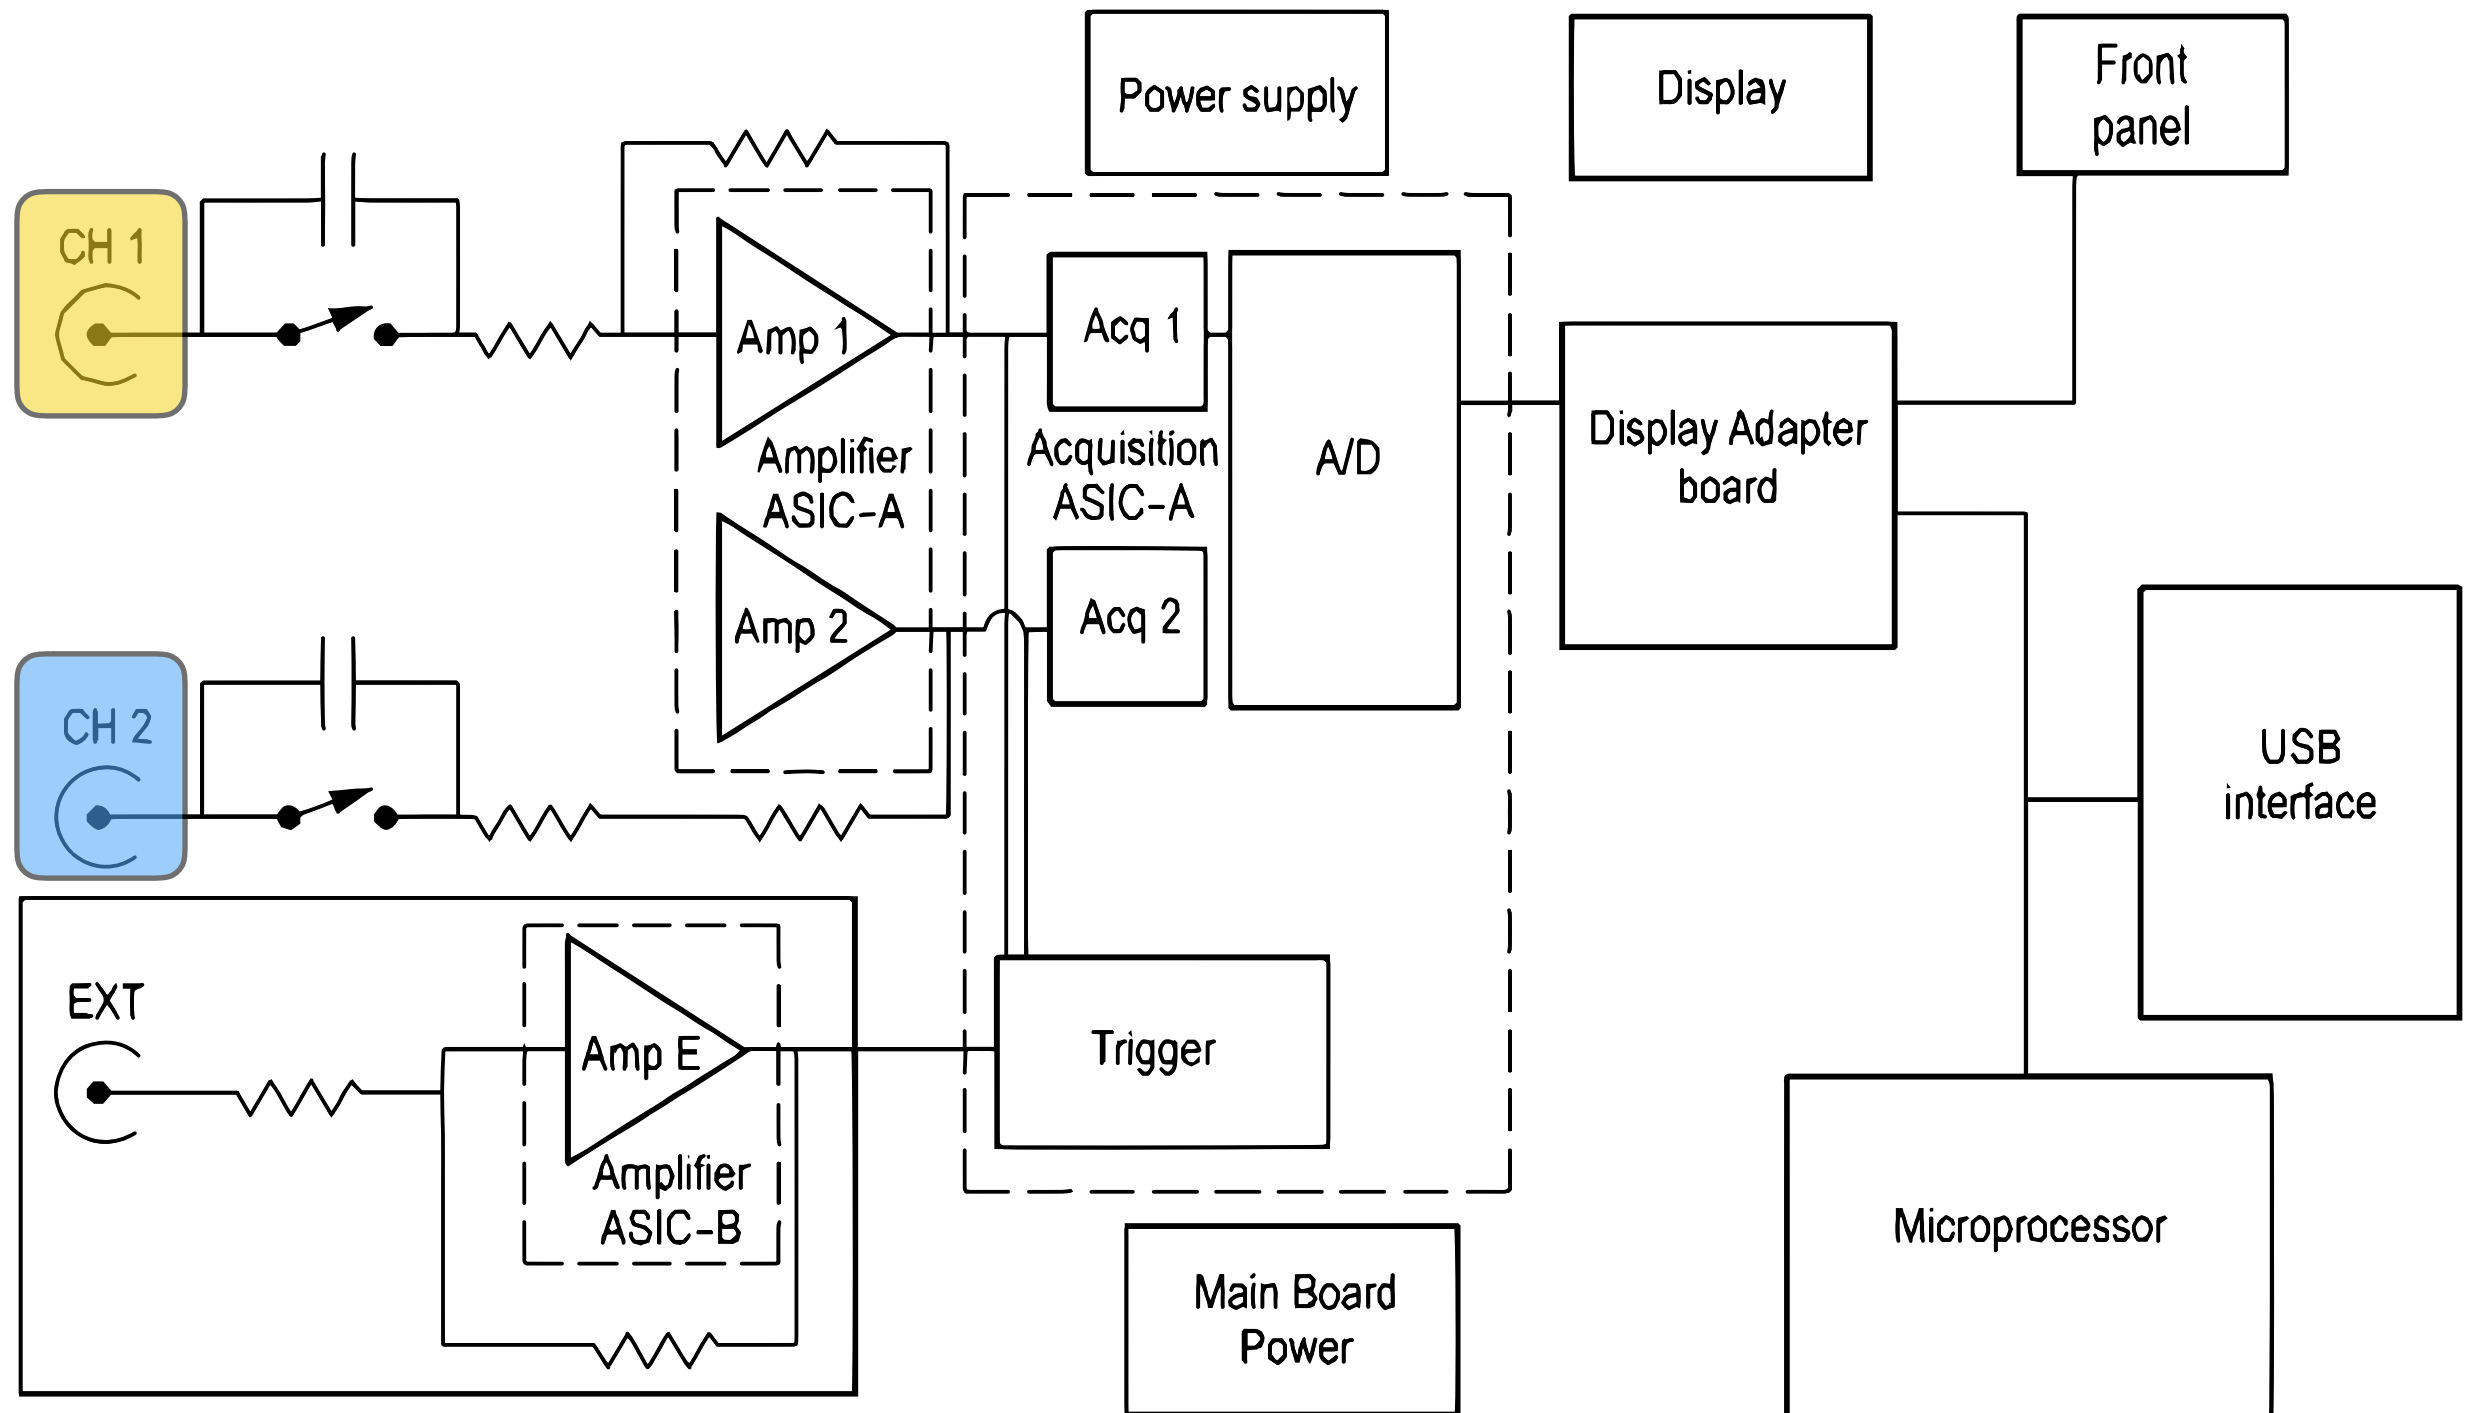 Power supply
Display
Front
panel
CH 1
Amp 1
Acq 1
Amplifier
ASIC-A
Acquisition
ASIC-A
A/D
Display Adapter
board
Amp 2
Acq 2
CH 2
USB
interface
EXT
Amp E
Trigger
Amplifier
ASIC-B
Microprocessor
Main Board
Power